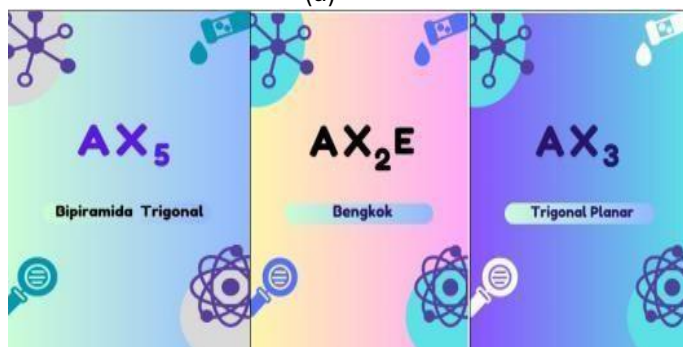 (a)
AX₅
Bipiramida Trigonal
AX₂E
Bengkok
AX₃
Trigonal Planar